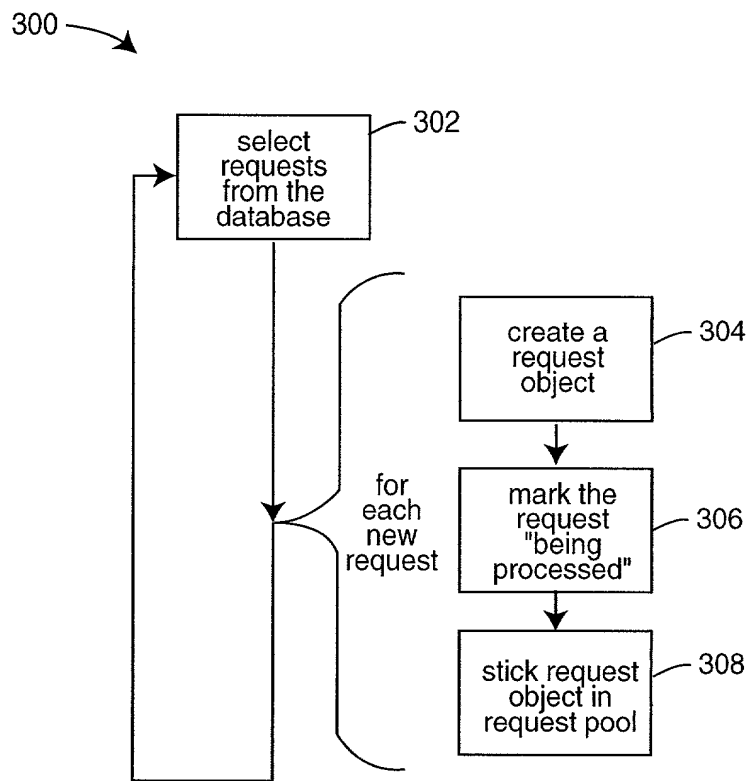 300
302
select
requests
from the
database
304
create a
request
object
for
each
new
request
306
mark the
request
"being
processed"
308
stick request
object in
request pool